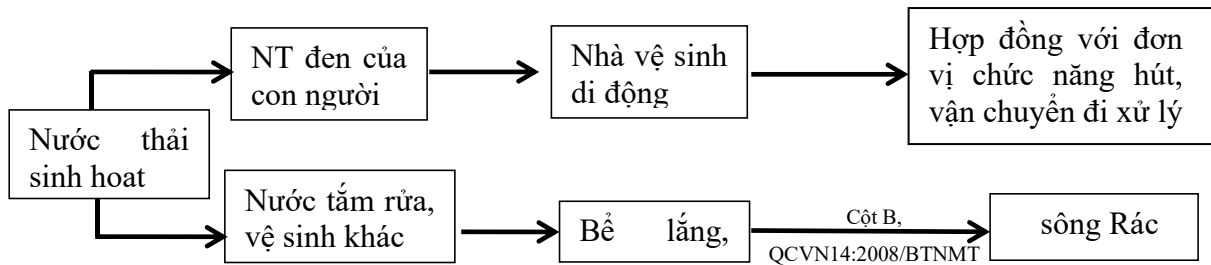 NT đen của
con người
Nhà vệ sinh
di động
Hợp đồng với đơn
vị chức năng hút,
vận chuyển đi xử lý
Nước thải
sinh hoat
Nước tắm rửa,
vệ sinh khác
Bể lắng,
Cột B,
QCVN14:2008/BTNMT
sông Rác